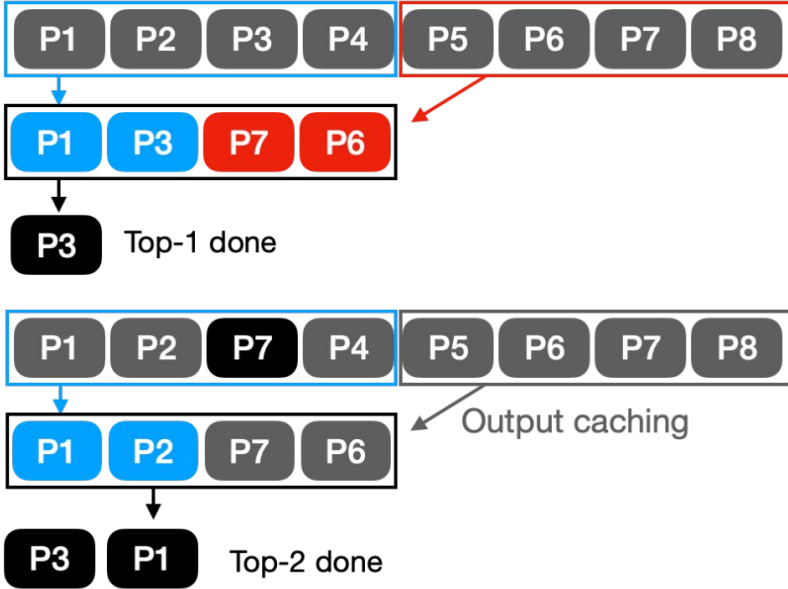 P1 P2 P3 P4 P5 P6 P7 P8
P1 P3 P7 P6
P3 Top-1 done
P1 P2 P7 P4 P5 P6 P7 P8
Output caching
P1 P2 P7 P6
P3 P1 Top-2 done